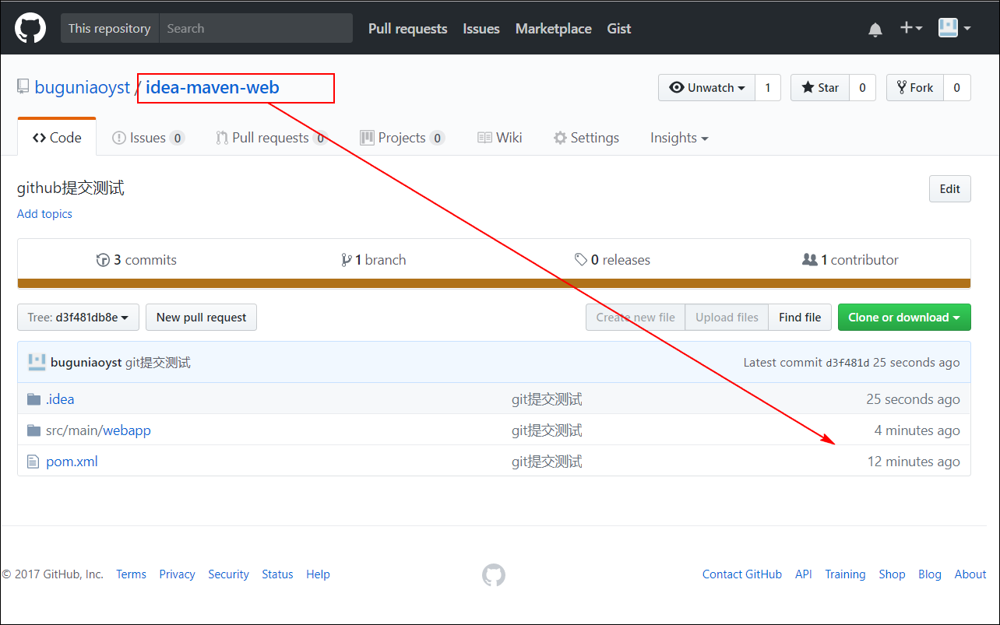 This repository Search Pull requests Issues Marketplace Gist
buguniaoyst / idea-maven-web Unwatch 1 Star 0 Fork 0
Code Issues 0 Pull requests 0 Projects 0 Wiki Settings Insights
github提交测试 Edit
Add topics
3 commits 1 branch 0 releases 1 contributor
Tree: d3f481db8e New pull request Create new file Upload files Find file Clone or download
buguniaoyst git提交测试 Latest commit d3f481d 25 seconds ago
.idea git提交测试 25 seconds ago
src/main/webapp git提交测试 4 minutes ago
pom.xml git提交测试 12 minutes ago
© 2017 GitHub, Inc. Terms Privacy Security Status Help Contact GitHub API Training Shop Blog About